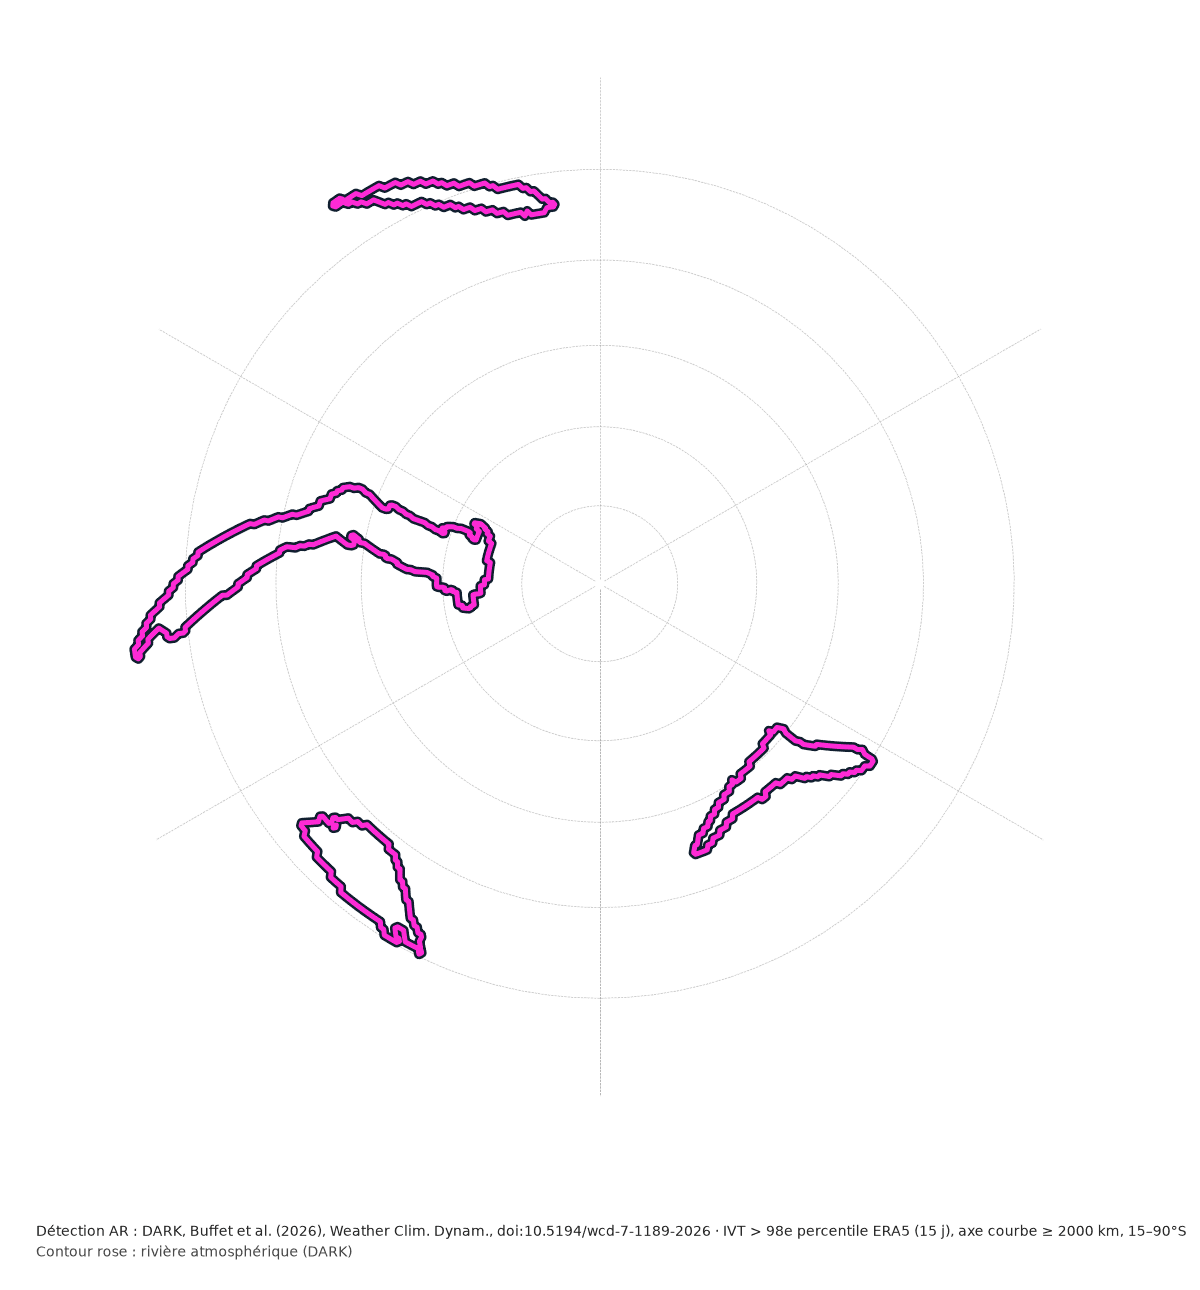 Détection AR : DARK, Buffet et al. (2026), Weather Clim. Dynam., doi:10.5194/wcd-7-1189-2026 · IVT > 98e percentile ERA5 (15 j), axe courbe ≥ 2000 km, 15–90°S
Contour rose : rivière atmosphérique (DARK)